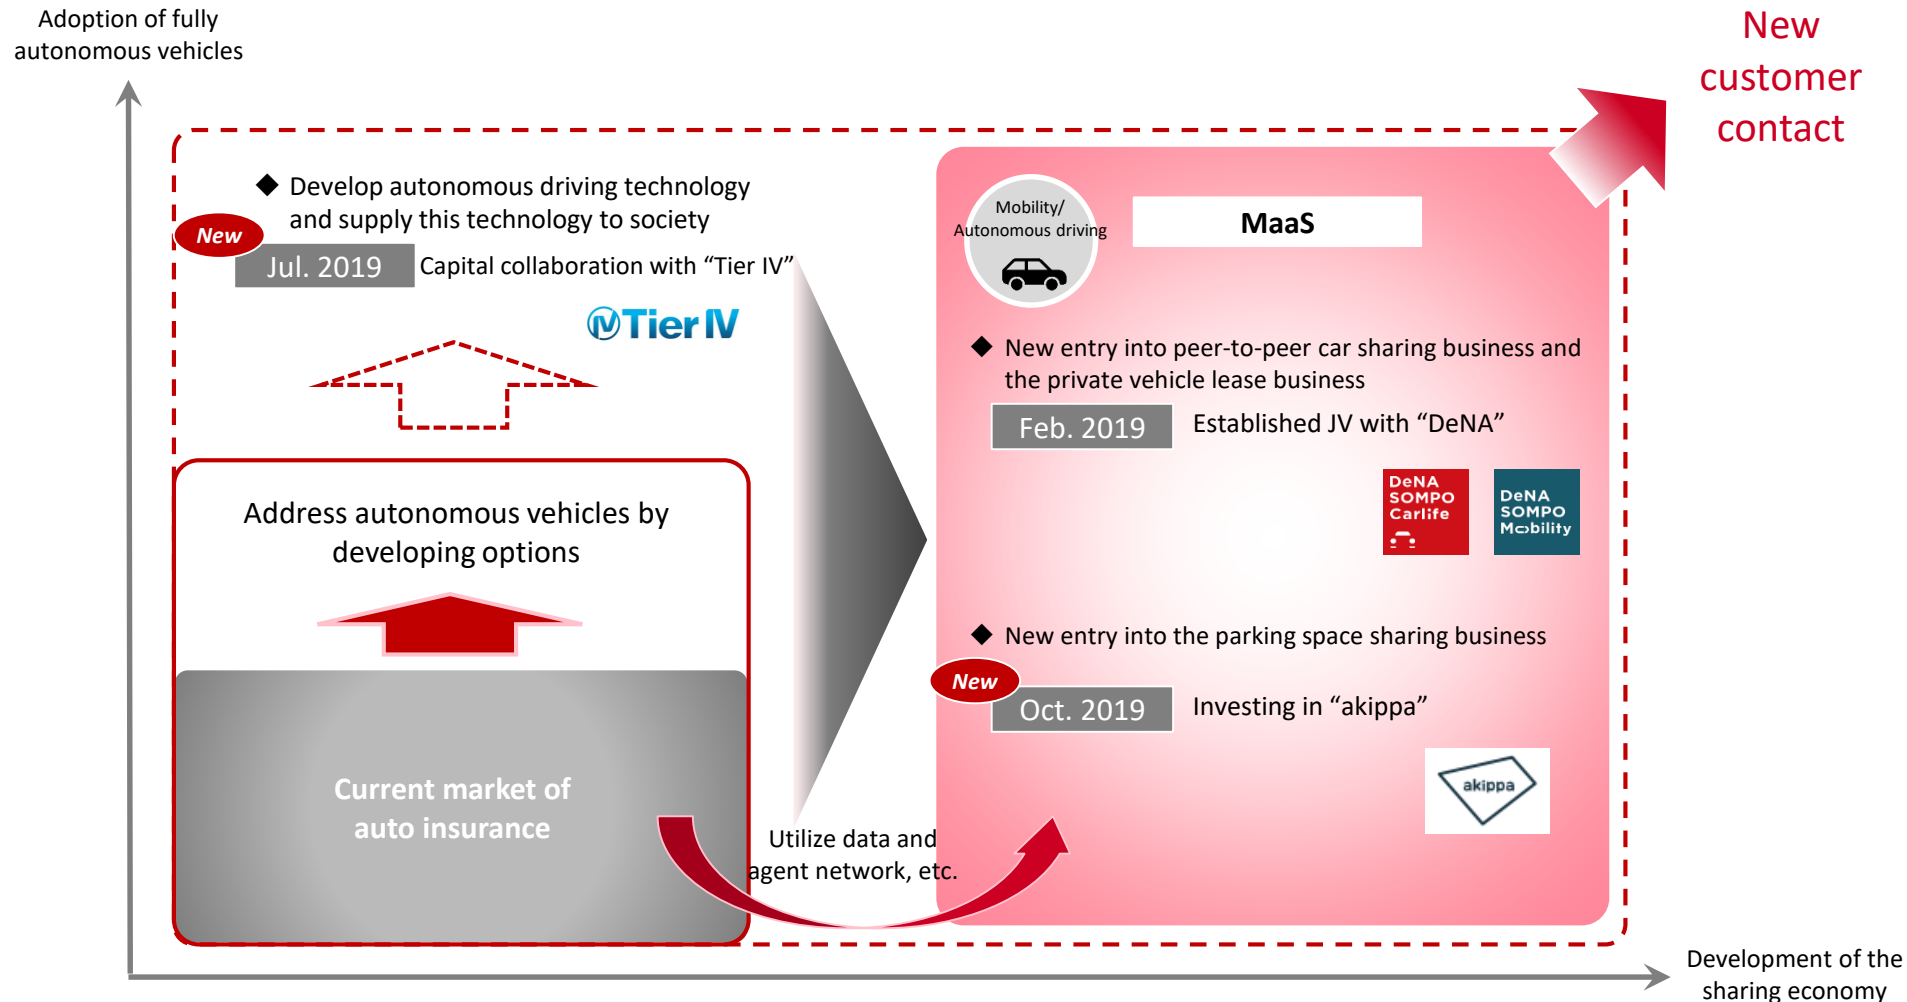 Adoption of fully
autonomous vehicles
New
customer
contact
◆ Develop autonomous driving technology
and supply this technology to society
New
Jul. 2019
Capital collaboration with “Tier IV”
IV Tier IV
Address autonomous vehicles by
developing options
Current market of
auto insurance
Utilize data and
agent network, etc.
Mobility/
Autonomous driving
MaaS
◆ New entry into peer-to-peer car sharing business and
the private vehicle lease business
Feb. 2019
Established JV with “DeNA”
DeNA
SOMPO
Carlife
DeNA
SOMPO
Mobility
◆ New entry into the parking space sharing business
New
Oct. 2019
Investing in “akippa”
akippa
Development of the
sharing economy